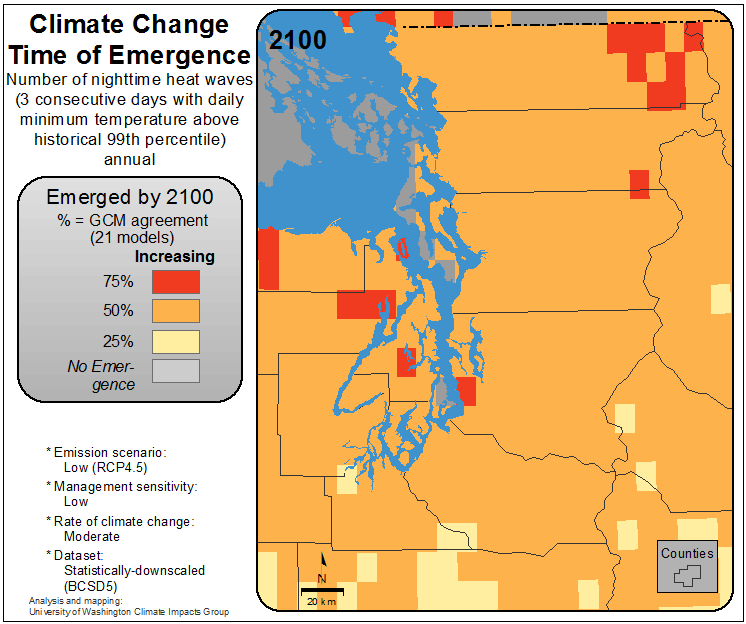 Climate Change
Time of Emergence
Number of nighttime heat waves
(3 consecutive days with daily
minimum temperature above
historical 99th percentile)
annual
Emerged by 2100
% = GCM agreement
(21 models)
Increasing
75%
50%
25%
No Emer-
gence
* Emission scenario:
Low (RCP4.5)
* Management sensitivity:
Low
* Rate of climate change:
Moderate
* Dataset:
Statistically-downscaled
(BCSD5)
Analysis and mapping:
University of Washington Climate Impacts Group
2100
N
20 km
Counties